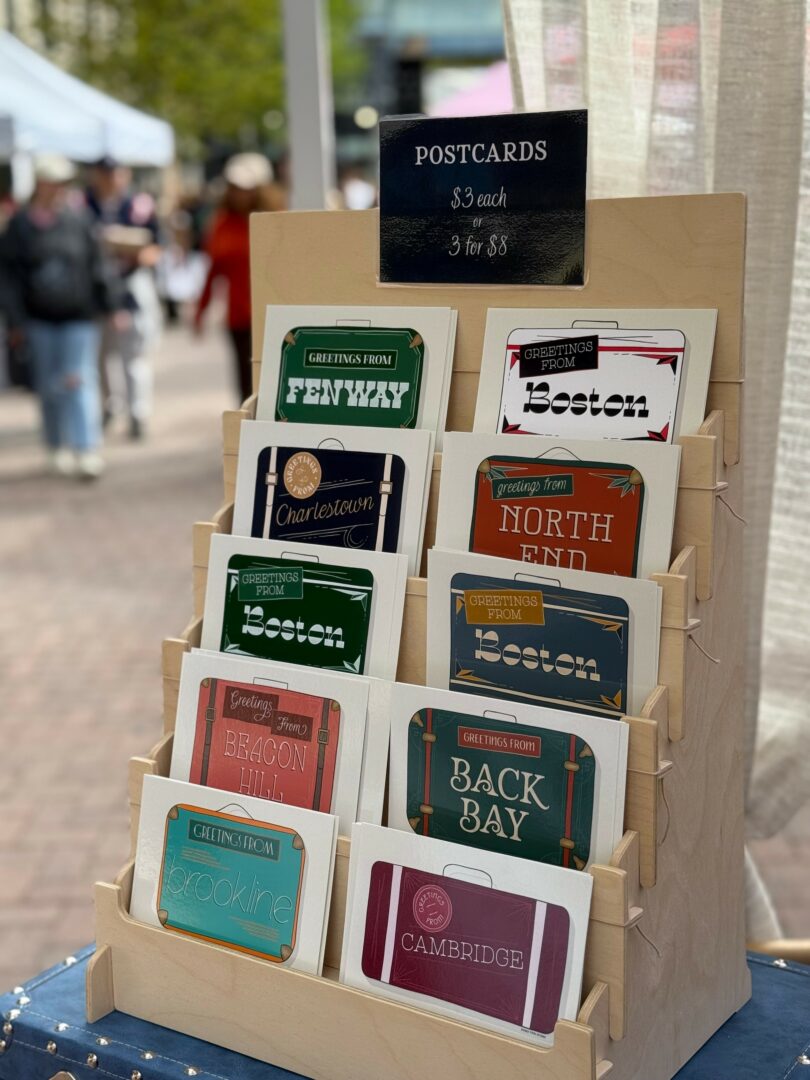 POSTCARDS
$3 each
or
3 for $8
GREETINGS FROM
FENWAY
GREETINGS
FROM
Boston
GREETINGS
FROM
Charlestown
greetings from
NORTH
END
GREETINGS
FROM
Boston
GREETINGS
FROM
Boston
Greetings
From
BEACON
HILL
GREETINGS FROM
BACK
BAY
GREETINGS FROM
brookline
GREETINGS
FROM
CAMBRIDGE